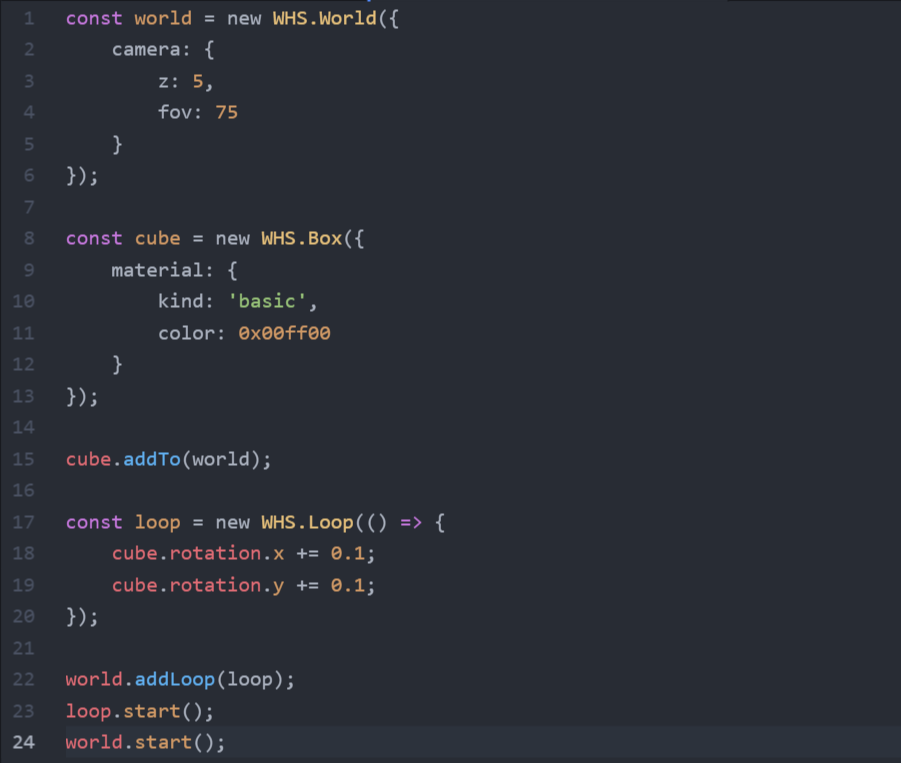 1 const world = new WHS.World({
2     camera: {
3         z: 5,
4         fov: 75
5     }
6 });
7
8 const cube = new WHS.Box({
9     material: {
10         kind: 'basic',
11         color: 0x00ff00
12     }
13 });
14
15 cube.addTo(world);
16
17 const loop = new WHS.Loop(() => {
18     cube.rotation.x += 0.1;
19     cube.rotation.y += 0.1;
20 });
21
22 world.addLoop(loop);
23 loop.start();
24 world.start();